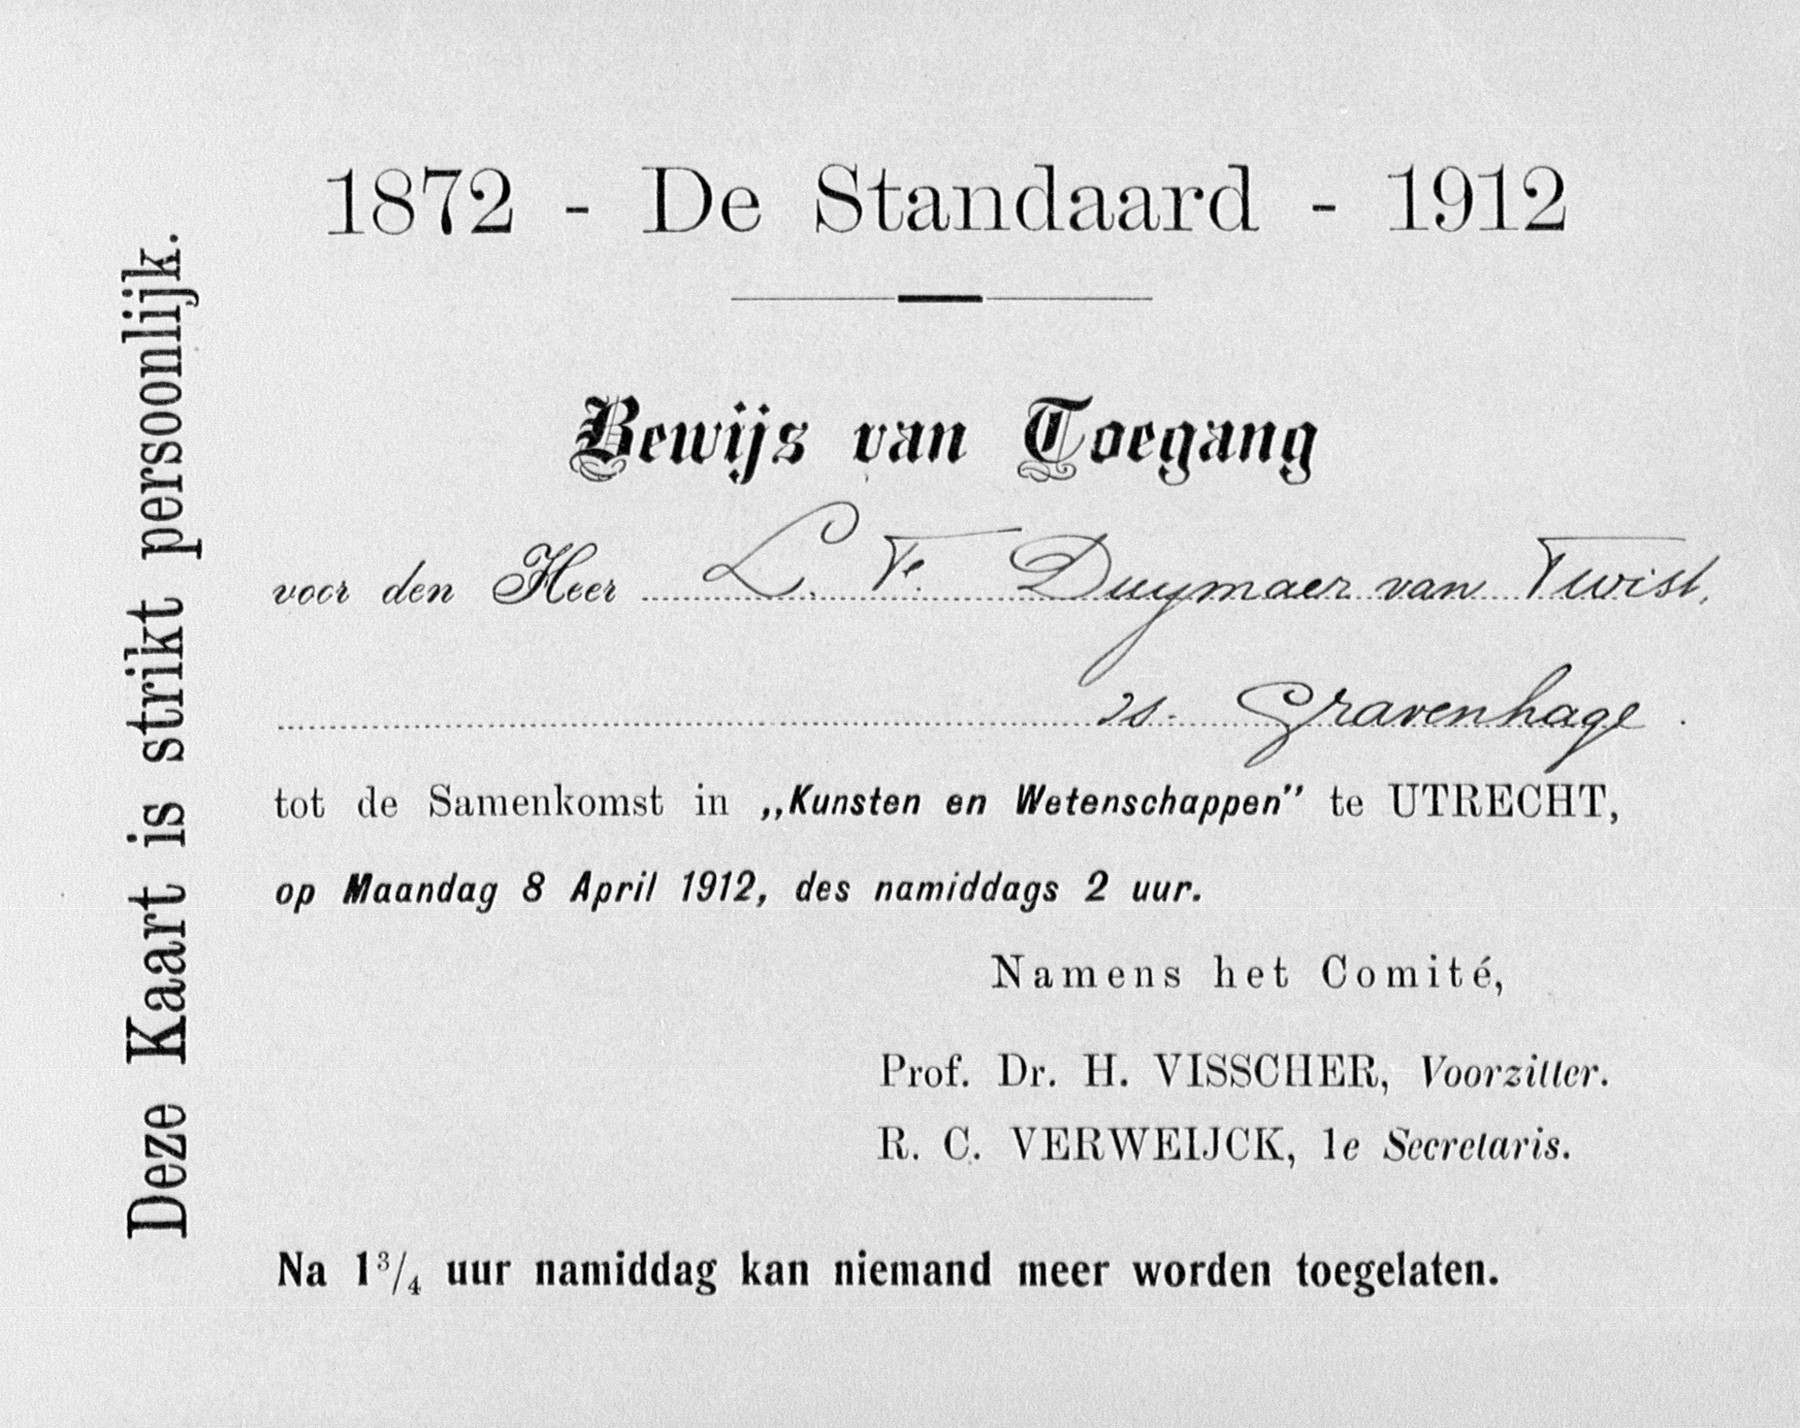 1872 - De Standaard - 1912
Bewijs van Toegang
voor den Heer L. F. Duymaer van Twist,
's Gravenhage.
tot de Samenkomst in „Kunsten en Wetenschappen” te UTRECHT,
op Maandag 8 April 1912, des namiddags 2 uur.
Namens het Comité,
Prof. Dr. H. VISSCHER, Voorzitter.
R. C. VERWEIJCK, 1e Secretaris.
Na 1 3/4 uur namiddag kan niemand meer worden toegelaten.
Deze Kaart is strikt persoonlijk.